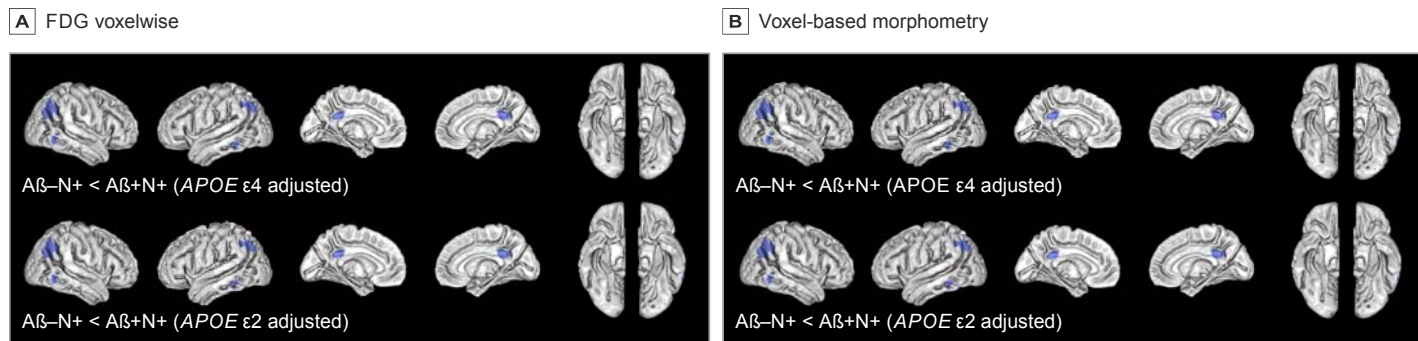 A FDG voxelwise
Aß–N+ < Aß+N+ (APOE ε4 adjusted)
Aß–N+ < Aß+N+ (APOE ε2 adjusted)
B Voxel-based morphometry
Aß–N+ < Aß+N+ (APOE ε4 adjusted)
Aß–N+ < Aß+N+ (APOE ε2 adjusted)